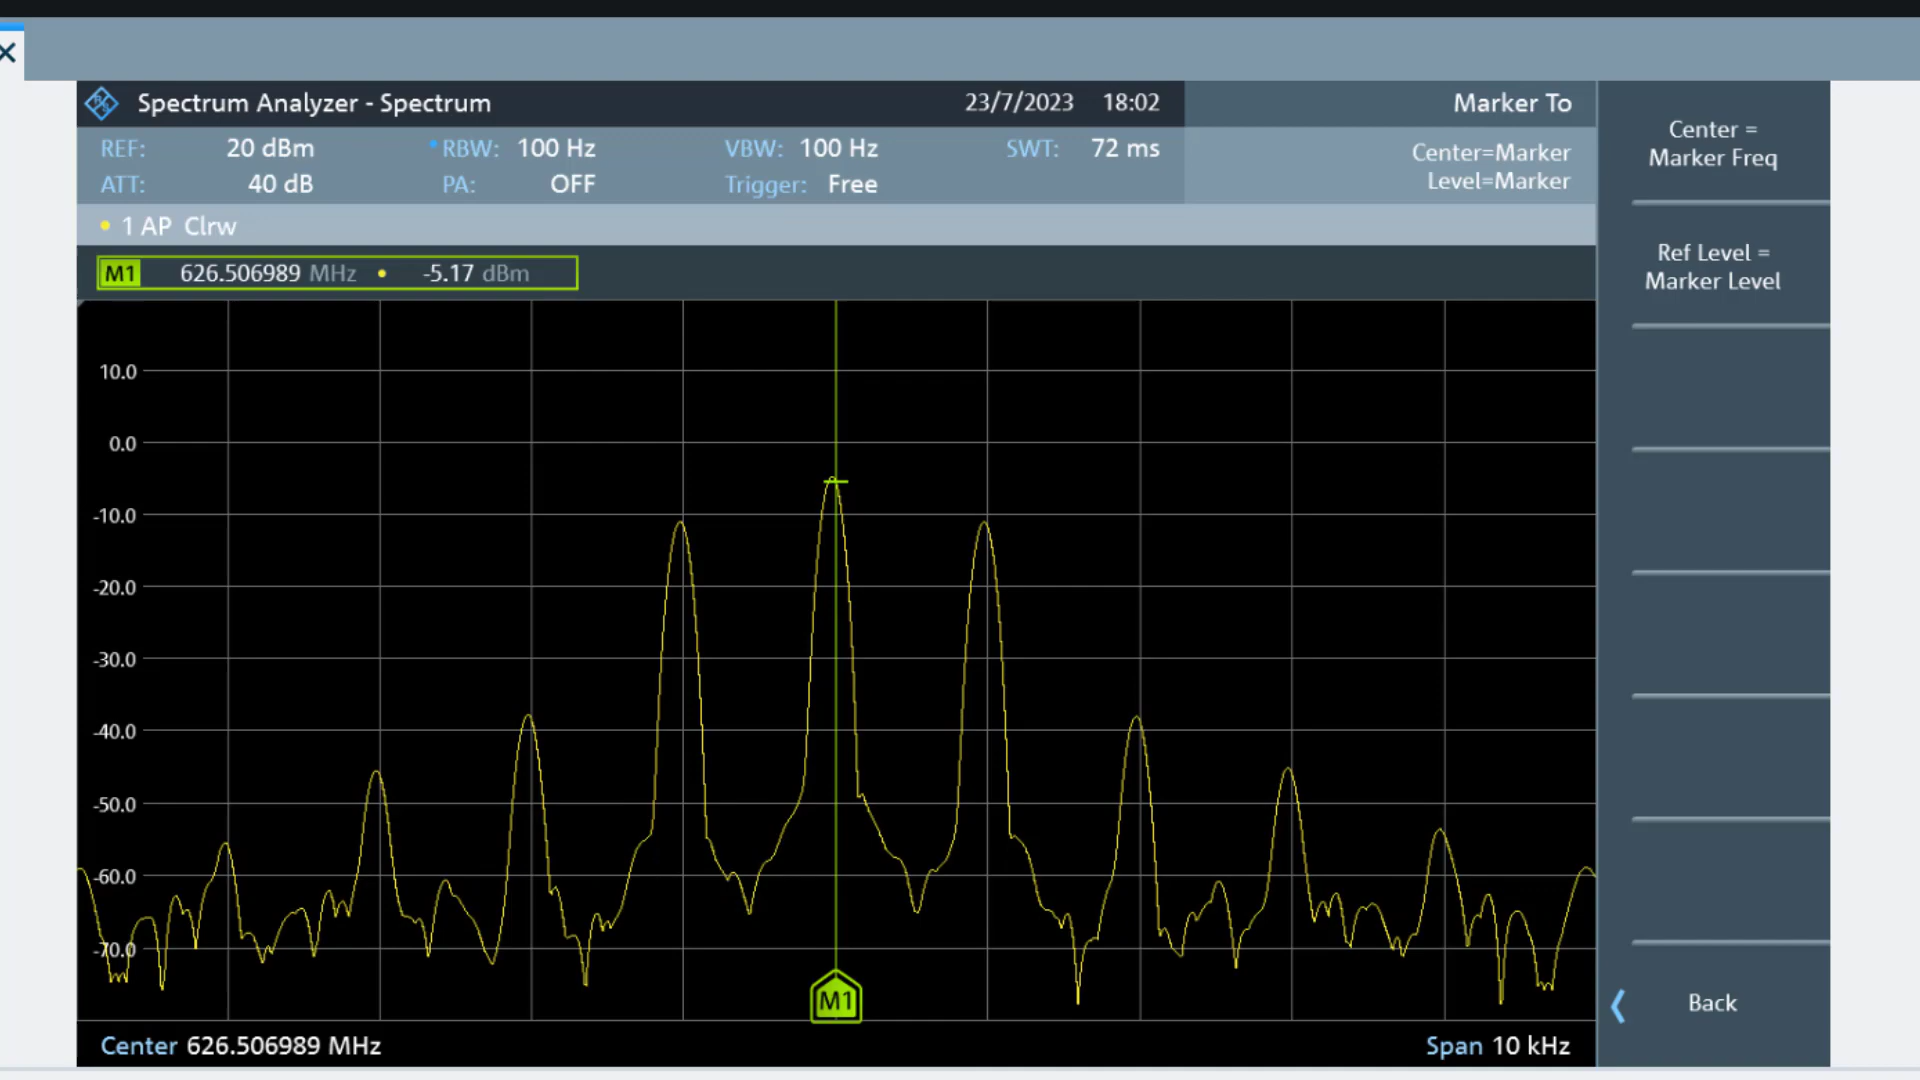 Spectrum Analyzer - Spectrum 23/7/2023 18:02 Marker To
REF: 20 dBm RBW: 100 Hz VBW: 100 Hz SWT: 72 ms
ATT: 40 dB PA: OFF Trigger: Free
Center=Marker
Level=Marker
1 AP Clrw
M1 626.506989 MHz -5.17 dBm
10.0
0.0
-10.0
-20.0
-30.0
-40.0
-50.0
-60.0
-70.0
M1
Center 626.506989 MHz Span 10 kHz
Center =
Marker Freq
Ref Level =
Marker Level
Back